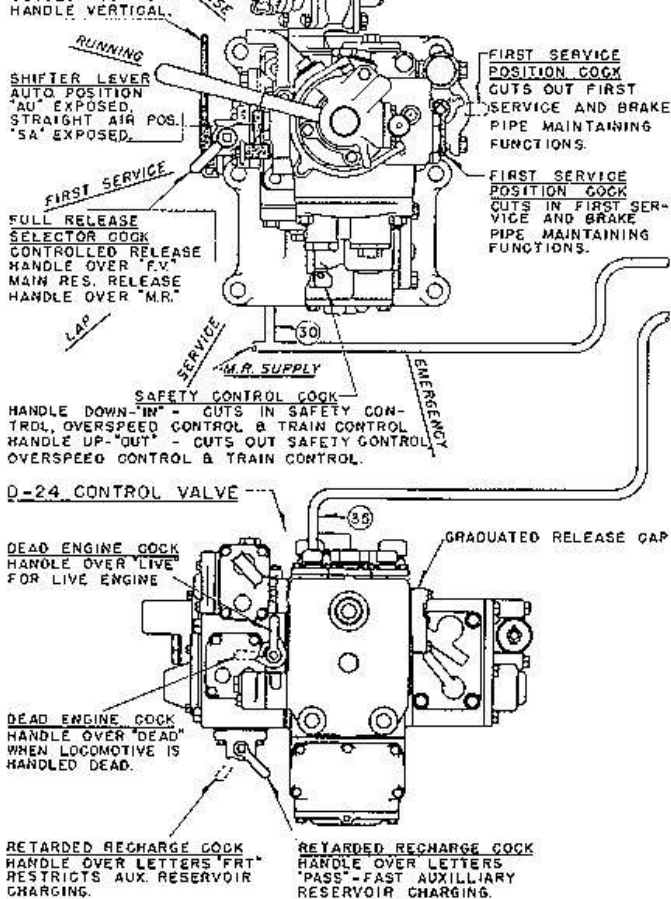 HANDLE VERTICAL.
RUNNING
SHIFTER LEVER
AUTO POSITION
"AU" EXPOSED,
STRAIGHT AIR POS.
"SA" EXPOSED.
FIRST SERVICE
POSITION COCK
CUTS OUT FIRST
SERVICE AND BRAKE
PIPE MAINTAINING
FUNCTIONS.
FIRST SERVICE
FIRST SERVICE
POSITION COCK
CUTS IN FIRST SER-
VICE AND BRAKE
PIPE MAINTAINING
FUNCTIONS.
FULL RELEASE
SELECTOR COCK
CONTROLLED RELEASE
HANDLE OVER "F.V."
MAIN RES. RELEASE
HANDLE OVER "M.R."
LAP
SERVICE
30
M.R. SUPPLY
EMERGENCY
SAFETY CONTROL COCK
HANDLE DOWN-"IN" - CUTS IN SAFETY CON-
TROL, OVERSPEED CONTROL & TRAIN CONTROL
HANDLE UP-"OUT" - CUTS OUT SAFETY CONTROL,
OVERSPEED CONTROL & TRAIN CONTROL.
D-24 CONTROL VALVE
35
DEAD ENGINE COCK
HANDLE OVER "LIVE"
FOR LIVE ENGINE
GRADUATED RELEASE CAP
DEAD ENGINE COCK
HANDLE OVER "DEAD"
WHEN LOCOMOTIVE IS
HANDLED DEAD.
RETARDED RECHARGE COCK
HANDLE OVER LETTERS "FRT"
RESTRICTS AUX. RESERVOIR
CHARGING.
RETARDED RECHARGE COCK
HANDLE OVER LETTERS
"PASS"-FAST AUXILLIARY
RESERVOIR CHARGING.